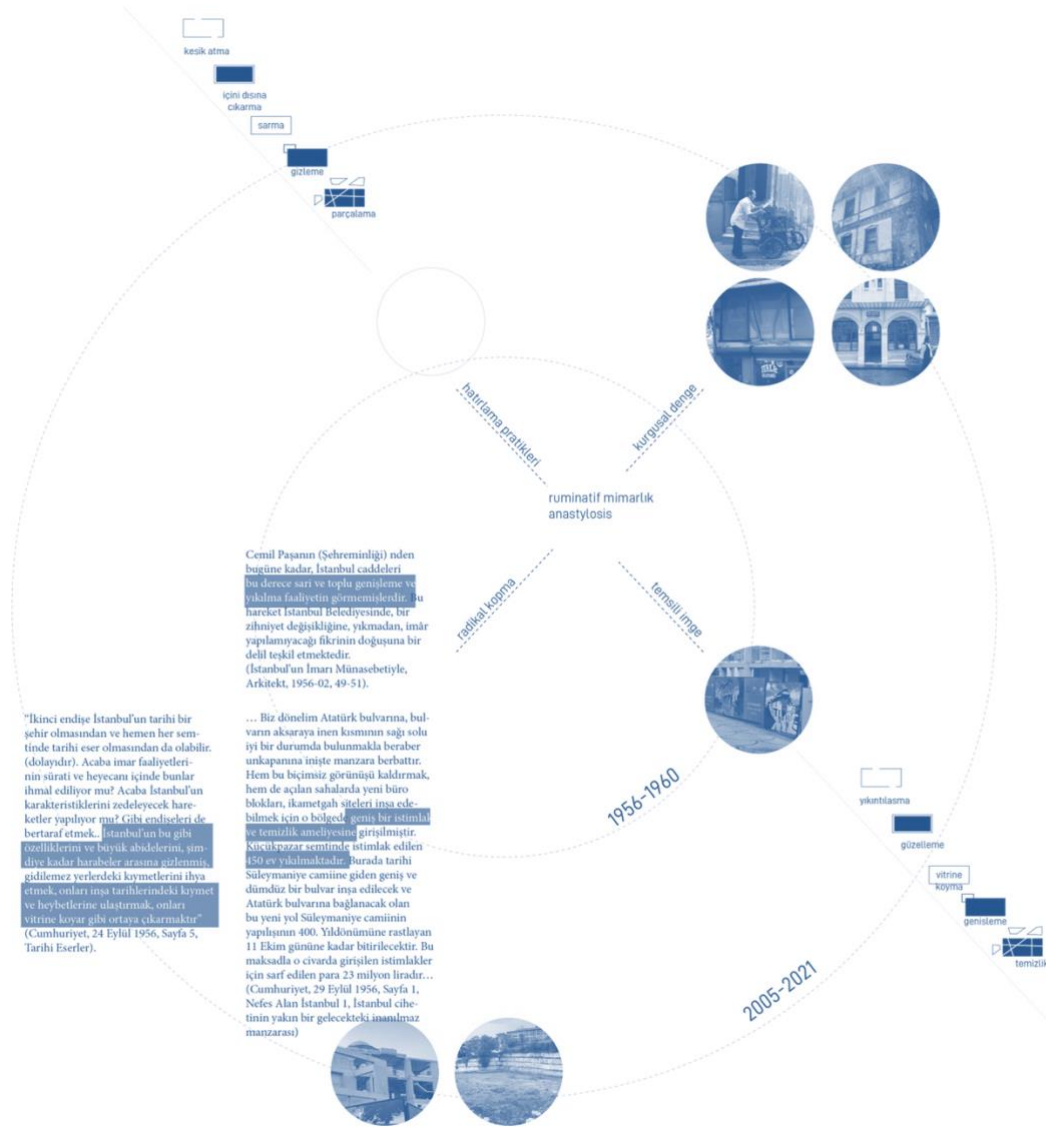 kesik atma
içini dısına
cıkarma
sarma
gizleme
parçalama
hatırlama pratikleri
kurgusal denge
ruminatif mimarlık
anastylosis
radikal kopma
temsili imge
Cemil Paşanın (Şehreminliği) nden
bugüne kadar, İstanbul caddeleri
bu derece sari ve toplu genişleme ve
yıkılma faaliyetin görmemişlerdir. Bu
hareket İstanbul Belediyesinde, bir
zihniyet değişikliğine, yıkmadan, imâr
yapılamıyacağı fikrinin doğuşuna bir
delil teşkil etmektedir.
(İstanbul'un İmarı Münasebetiyle,
Arkitekt, 1956-02, 49-51).
"İkinci endişe İstanbul'un tarihi bir
şehir olmasından ve hemen her sem-
tinde tarihi eser olmasından da olabilir.
(dolayıdır). Acaba imar faaliyetleri-
nin sürati ve heyecanı içinde bunlar
ihmal ediliyor mu? Acaba İstanbul'un
karakteristiklerini zedeleyecek hare-
ketler yapılıyor mu? Gibi endişeleri de
bertaraf etmek.. İstanbul'un bu gibi
özelliklerini ve büyük abidelerini, şim-
diye kadar harabeler arasına gizlenmiş,
gidilemez yerlerdeki kıymetlerini ihya
etmek, onları inşa tarihlerindeki kıymet
ve heybetlerine ulaştırmak, onları
vitrine koyar gibi ortaya çıkarmaktır"
(Cumhuriyet, 24 Eylül 1956, Sayfa 5,
Tarihi Eserler).
… Biz dönelim Atatürk bulvarına, bul-
varın aksaraya inen kısmının sağı solu
iyi bir durumda bulunmakla beraber
unkapanına inişte manzara berbattır.
Hem bu biçimsiz görünüşü kaldırmak,
hem de açılan sahalarda yeni büro
blokları, ikametgah siteleri inşa ede-
bilmek için o bölgede geniş bir istimlak
ve temizlik ameliyesine girişilmiştir.
Küçükpazar semtinde istimlak edilen
450 ev yıkılmaktadır. Burada tarihi
Süleymaniye camiine giden geniş ve
dümdüz bir bulvar inşa edilecek ve
Atatürk bulvarına bağlanacak olan
bu yeni yol Süleymaniye camiinin
yapılışının 400. Yıldönümüne rastlayan
11 Ekim gününe kadar bitirilecektir. Bu
maksadla o civarda girişilen istimlakler
için sarf edilen para 23 milyon liradır…
(Cumhuriyet, 29 Eylül 1956, Sayfa 1,
Nefes Alan İstanbul 1, İstanbul cihe-
tinin yakın bir gelecekteki inanılmaz
manzarası)
1956-1960
2005-2021
yıkıntılasma
güzelleme
vitrine
koyma
genisleme
temizlik